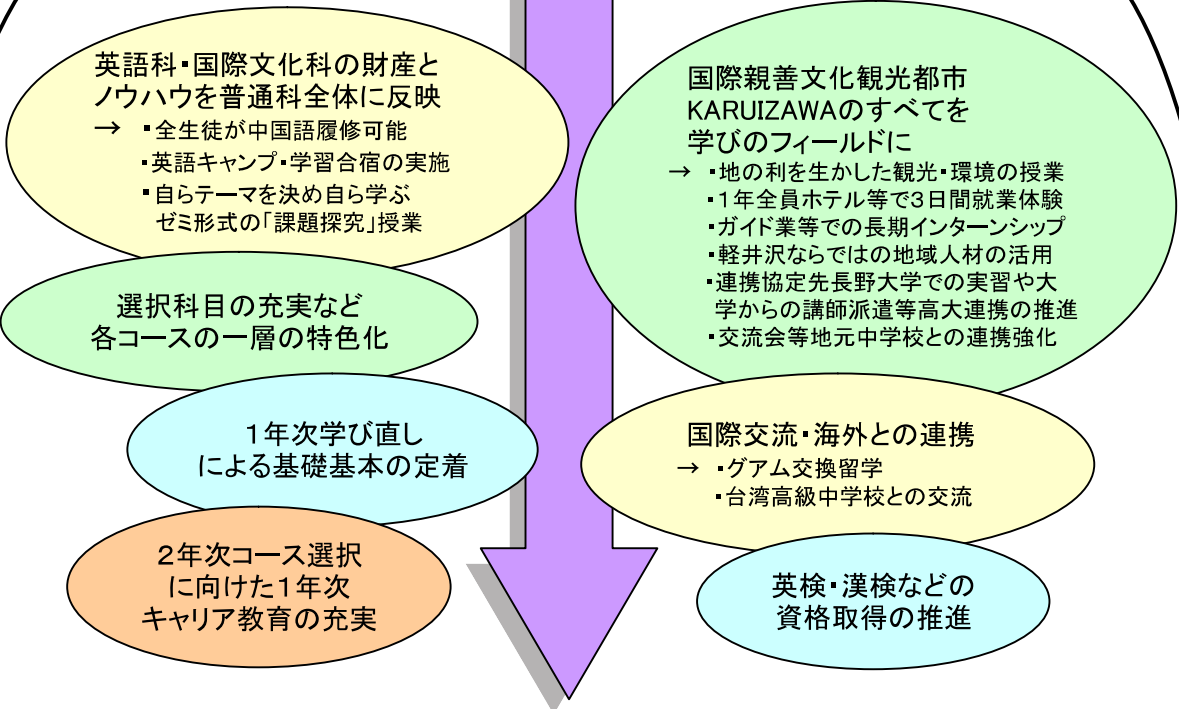 英語科・国際文化科の財産と
ノウハウを普通科全体に反映
→ ・全生徒が中国語履修可能
・英語キャンプ・学習合宿の実施
・自らテーマを決め自ら学ぶ
ゼミ形式の「課題探究」授業
選択科目の充実など
各コースの一層の特色化
1年次学び直し
による基礎基本の定着
2年次コース選択
に向けた1年次
キャリア教育の充実
国際親善文化観光都市
KARUIZAWAのすべてを
学びのフィールドに
→ ・地の利を生かした観光・環境の授業
・1年全員ホテル等で3日間就業体験
・ガイド業等での長期インターンシップ
・軽井沢ならではの地域人材の活用
・連携協定先長野大学での実習や大
学からの講師派遣等高大連携の推進
・交流会等地元中学校との連携強化
国際交流・海外との連携
→ ・グアム交換留学
・台湾高級中学校との交流
英検・漢検などの
資格取得の推進